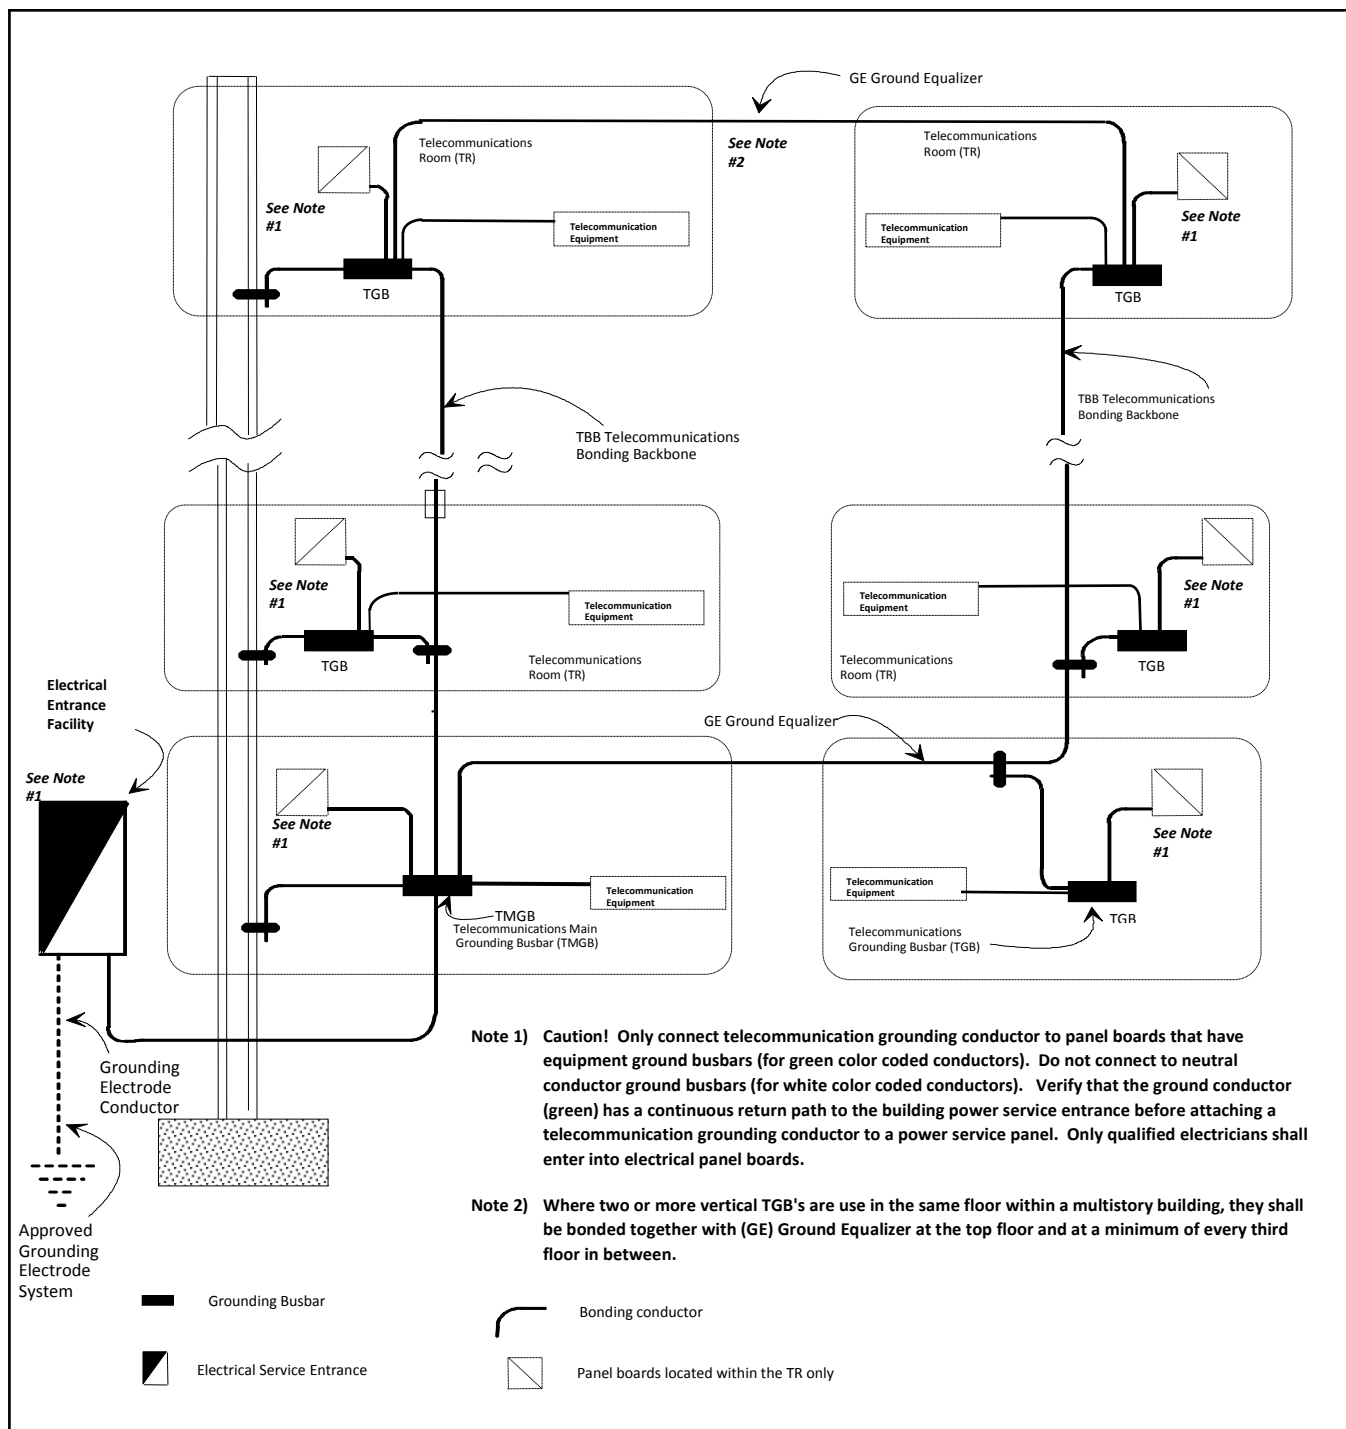 GE Ground Equalizer
Telecommunications
Room (TR)
See Note
#2
Telecommunications
Room (TR)
See Note
#1
Telecommunication
Equipment
TGB
Telecommunication
Equipment
See Note
#1
TGB
TBB Telecommunications
Bonding Backbone
TBB Telecommunications
Bonding Backbone
See Note
#1
Telecommunication
Equipment
TGB
Telecommunications
Room (TR)
Telecommunication
Equipment
See Note
#1
TGB
Telecommunications
Room (TR)
Electrical
Entrance
Facility
See Note
#1
GE Ground Equalizer
See Note
#1
Telecommunication
Equipment
TMGB
Telecommunications Main
Grounding Busbar (TMGB)
Telecommunication
Equipment
See Note
#1
TGB
Telecommunications
Grounding Busbar (TGB)
Grounding
Electrode
Conductor
Approved
Grounding
Electrode
System
Note 1) Caution! Only connect telecommunication grounding conductor to panel boards that have
equipment ground busbars (for green color coded conductors). Do not connect to neutral
conductor ground busbars (for white color coded conductors). Verify that the ground conductor
(green) has a continuous return path to the building power service entrance before attaching a
telecommunication grounding conductor to a power service panel. Only qualified electricians shall
enter into electrical panel boards.
Note 2) Where two or more vertical TGB's are use in the same floor within a multistory building, they shall
be bonded together with (GE) Ground Equalizer at the top floor and at a minimum of every third
floor in between.
Grounding Busbar
Bonding conductor
Electrical Service Entrance
Panel boards located within the TR only